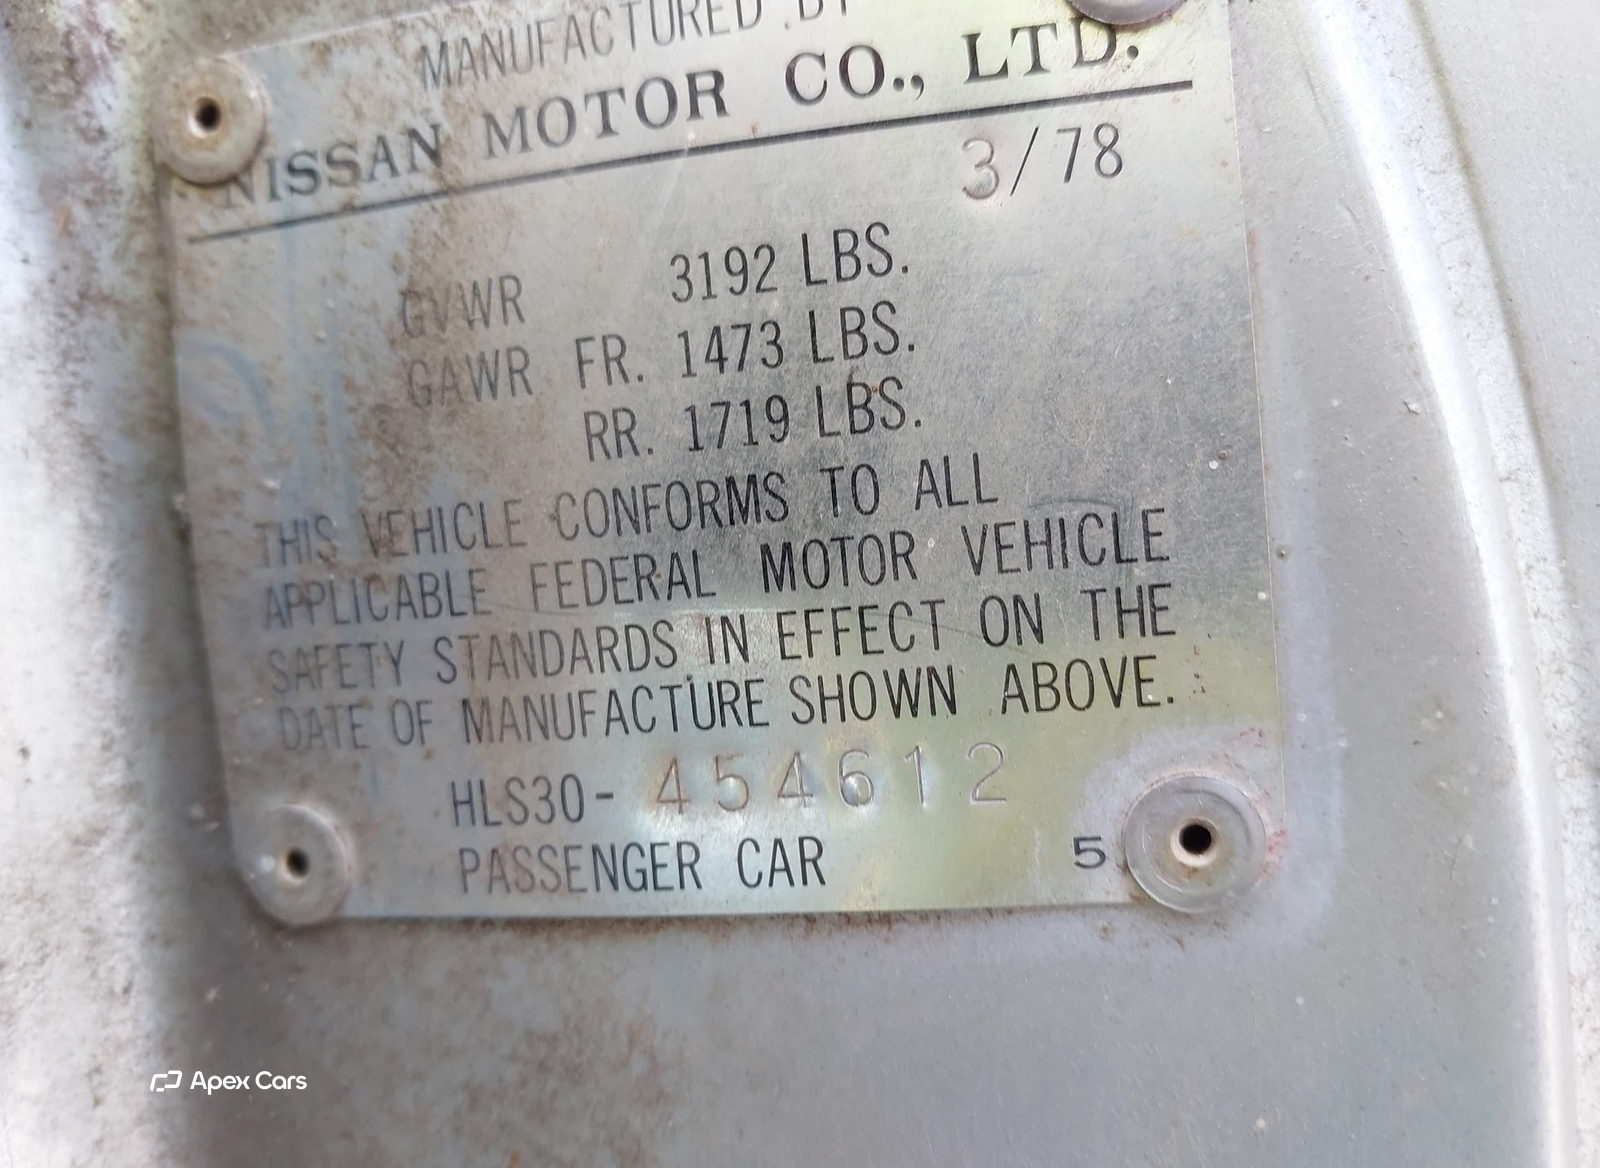 MANUFACTURED BY
NISSAN MOTOR CO., LTD.
3/78
GVWR 3192 LBS.
GAWR FR. 1473 LBS.
RR. 1719 LBS.
THIS VEHICLE CONFORMS TO ALL
APPLICABLE FEDERAL MOTOR VEHICLE
SAFETY STANDARDS IN EFFECT ON THE
DATE OF MANUFACTURE SHOWN ABOVE.
HLS30-454612
PASSENGER CAR 5
Apex Cars